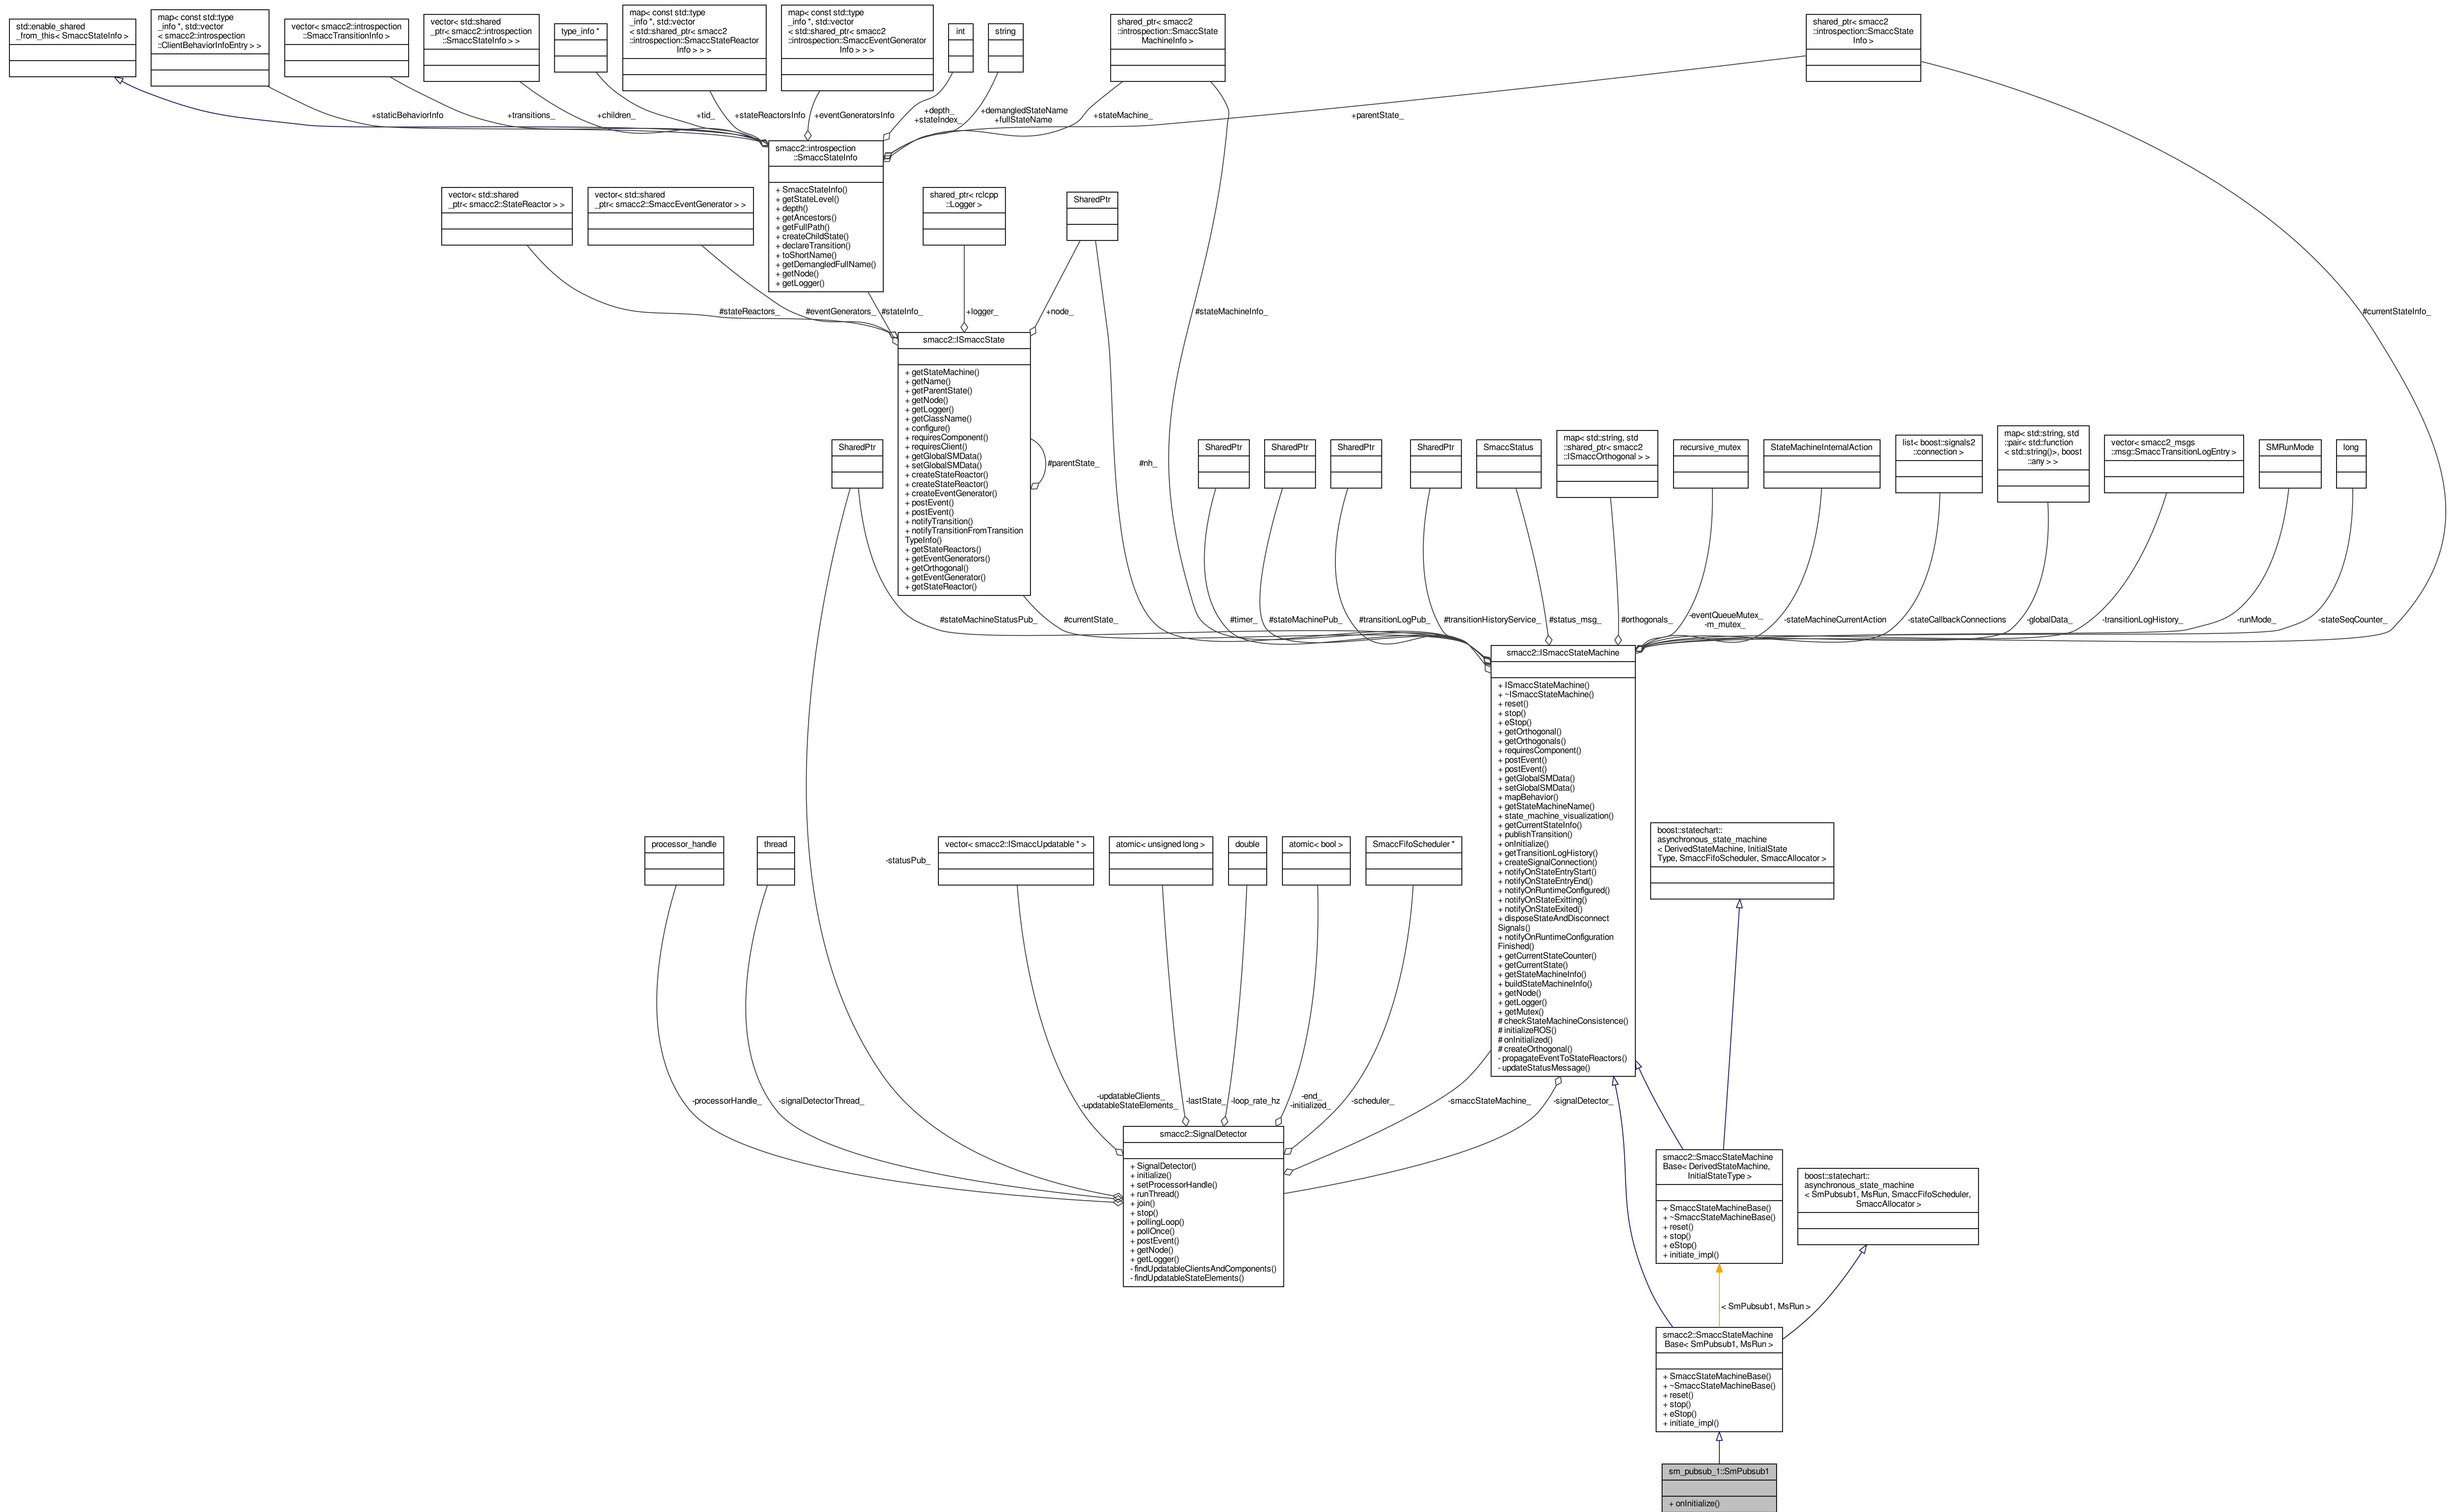 std::enable_shared
_from_this< SmaccStateInfo >
map< const std::type
_info *, std::vector
< smacc2::introspection
::ClientBehaviorInfoEntry > >
vector< smacc2::introspection
::SmaccTransitionInfo >
vector< std::shared
_ptr< smacc2::introspection
::SmaccStateInfo > >
type_info *
map< const std::type
_info *, std::vector
< std::shared_ptr< smacc2
::introspection::SmaccStateReactor
Info > > >
map< const std::type
_info *, std::vector
< std::shared_ptr< smacc2
::introspection::SmaccEventGenerator
Info > > >
int
string
shared_ptr< smacc2
::introspection::SmaccState
MachineInfo >
shared_ptr< smacc2
::introspection::SmaccState
Info >
+staticBehaviorInfo
+transitions_
+children_
+tid_
+stateReactorsInfo
+eventGeneratorsInfo
+depth_
+stateIndex_
+demangledStateName
+fullStateName
+stateMachine_
+parentState_
smacc2::introspection
::SmaccStateInfo
+ SmaccStateInfo()
+ getStateLevel()
+ depth()
+ getAncestors()
+ getFullPath()
+ createChildState()
+ declareTransition()
+ toShortName()
+ getDemangledFullName()
+ getNode()
+ getLogger()
vector< std::shared
_ptr< smacc2::StateReactor > >
vector< std::shared
_ptr< smacc2::SmaccEventGenerator > >
shared_ptr< rclcpp
::Logger >
SharedPtr
#stateReactors_
#eventGenerators_
#stateInfo_
+logger_
+node_
#stateMachineInfo_
#currentStateInfo_
smacc2::ISmaccState
+ getStateMachine()
+ getName()
+ getParentState()
+ getNode()
+ getLogger()
+ getClassName()
+ configure()
+ requiresComponent()
+ requiresClient()
+ getGlobalSMData()
+ setGlobalSMData()
+ createStateReactor()
+ createStateReactor()
+ createEventGenerator()
+ postEvent()
+ postEvent()
+ notifyTransition()
+ notifyTransitionFromTransition
TypeInfo()
+ getStateReactors()
+ getEventGenerators()
+ getOrthogonal()
+ getEventGenerator()
+ getStateReactor()
#parentState_
#nh_
SharedPtr
SharedPtr
SharedPtr
SharedPtr
SharedPtr
SmaccStatus
map< std::string, std
::shared_ptr< smacc2
::ISmaccOrthogonal > >
recursive_mutex
StateMachineInternalAction
list< boost::signals2
::connection >
map< std::string, std
::pair< std::function
< std::string()>, boost
::any > >
vector< smacc2_msgs
::msg::SmaccTransitionLogEntry >
SMRunMode
long
#stateMachineStatusPub_
#currentState_
#timer_
#stateMachinePub_
#transitionLogPub_
#transitionHistoryService_
#status_msg_
#orthogonals_
-eventQueueMutex_
-m_mutex_
-stateMachineCurrentAction
-stateCallbackConnections
-globalData_
-transitionLogHistory_
-runMode_
-stateSeqCounter_
smacc2::ISmaccStateMachine
+ ISmaccStateMachine()
+ ~ISmaccStateMachine()
+ reset()
+ stop()
+ eStop()
+ getOrthogonal()
+ getOrthogonals()
+ requiresComponent()
+ postEvent()
+ postEvent()
+ getGlobalSMData()
+ setGlobalSMData()
+ mapBehavior()
+ getStateMachineName()
+ state_machine_visualization()
+ getCurrentStateInfo()
+ publishTransition()
+ onInitialize()
+ getTransitionLogHistory()
+ createSignalConnection()
+ notifyOnStateEntryStart()
+ notifyOnStateEntryEnd()
+ notifyOnRuntimeConfigured()
+ notifyOnStateExitting()
+ notifyOnStateExited()
+ disposeStateAndDisconnect
Signals()
+ notifyOnRuntimeConfiguration
Finished()
+ getCurrentStateCounter()
+ getCurrentState()
+ getStateMachineInfo()
+ buildStateMachineInfo()
+ getNode()
+ getLogger()
+ getMutex()
# checkStateMachineConsistence()
# initializeROS()
# onInitialized()
# createOrthogonal()
- propagateEventToStateReactors()
- updateStatusMessage()
processor_handle
thread
-statusPub_
vector< smacc2::ISmaccUpdatable * >
atomic< unsigned long >
double
atomic< bool >
SmaccFifoScheduler *
boost::statechart::
asynchronous_state_machine
< DerivedStateMachine, InitialState
Type, SmaccFifoScheduler, SmaccAllocator >
-processorHandle_
-signalDetectorThread_
-updatableClients_
-updatableStateElements_
-lastState_
-loop_rate_hz
-end_
-initialized_
-scheduler_
-smaccStateMachine_
-signalDetector_
smacc2::SignalDetector
+ SignalDetector()
+ initialize()
+ setProcessorHandle()
+ runThread()
+ join()
+ stop()
+ pollingLoop()
+ pollOnce()
+ postEvent()
+ getNode()
+ getLogger()
- findUpdatableClientsAndComponents()
- findUpdatableStateElements()
smacc2::SmaccStateMachine
Base< DerivedStateMachine,
InitialStateType >
+ SmaccStateMachineBase()
+ ~SmaccStateMachineBase()
+ reset()
+ stop()
+ eStop()
+ initiate_impl()
boost::statechart::
asynchronous_state_machine
< SmPubsub1, MsRun, SmaccFifoScheduler,
SmaccAllocator >
< SmPubsub1, MsRun >
smacc2::SmaccStateMachine
Base< SmPubsub1, MsRun >
+ SmaccStateMachineBase()
+ ~SmaccStateMachineBase()
+ reset()
+ stop()
+ eStop()
+ initiate_impl()
sm_pubsub_1::SmPubsub1
+ onInitialize()